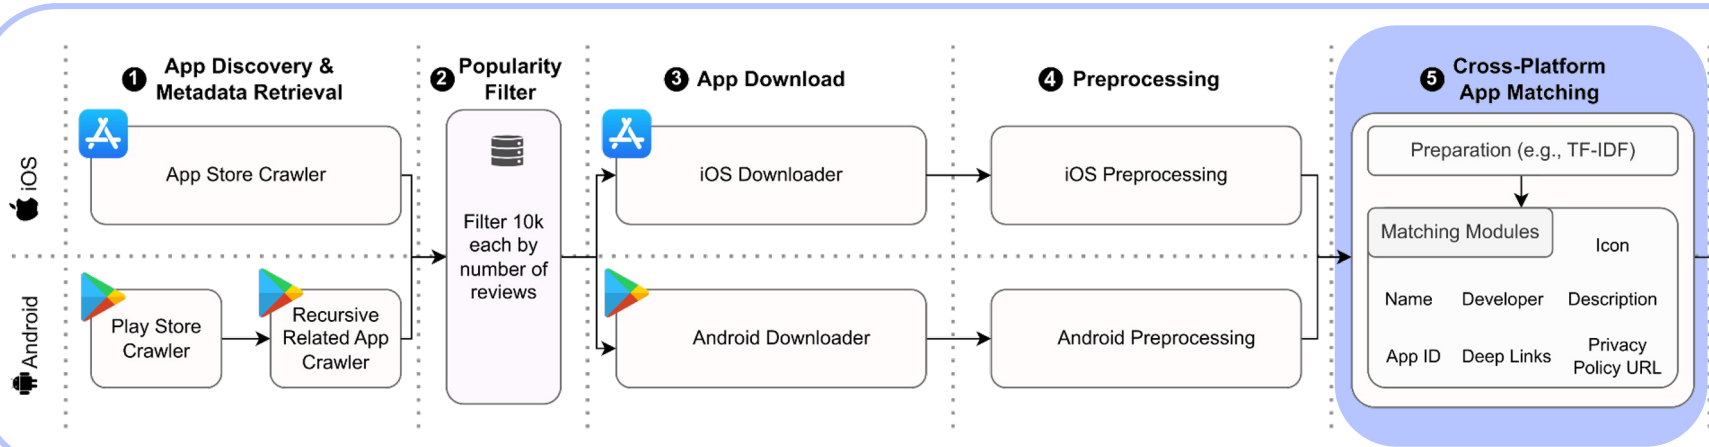 1 App Discovery &
Metadata Retrieval
2 Popularity
Filter
3 App Download
4 Preprocessing
5 Cross-Platform
App Matching
iOS
App Store Crawler
Filter 10k
each by
number of
reviews
iOS Downloader
iOS Preprocessing
Preparation (e.g., TF-IDF)
Matching Modules
Icon
Name Developer Description
App ID Deep Links Privacy
Policy URL
Android
Play Store
Crawler
Recursive
Related App
Crawler
Android Downloader
Android Preprocessing